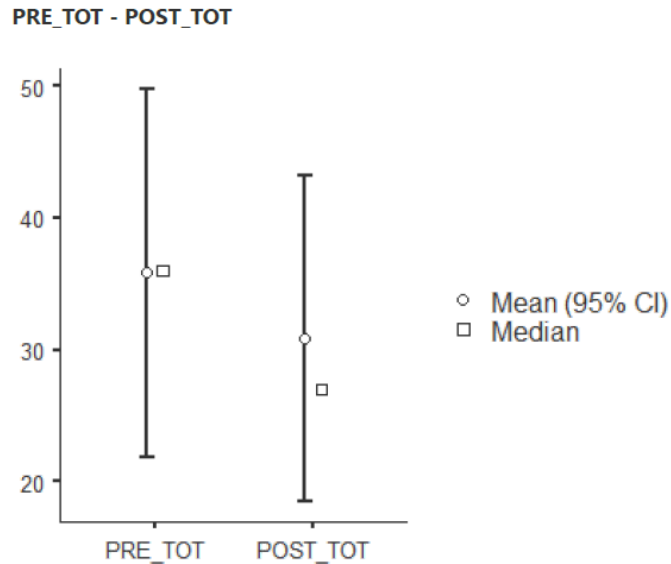 PRE_TOT - POST_TOT
50
40
30
20
PRE_TOT POST_TOT
Mean (95% CI)
Median